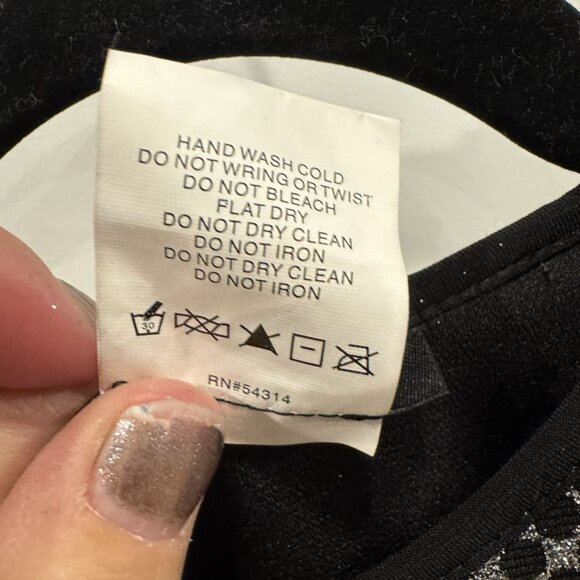 HAND WASH COLD
DO NOT WRING OR TWIST
DO NOT BLEACH
FLAT DRY
DO NOT DRY CLEAN
DO NOT IRON
DO NOT DRY CLEAN
DO NOT IRON
30
RN#54314